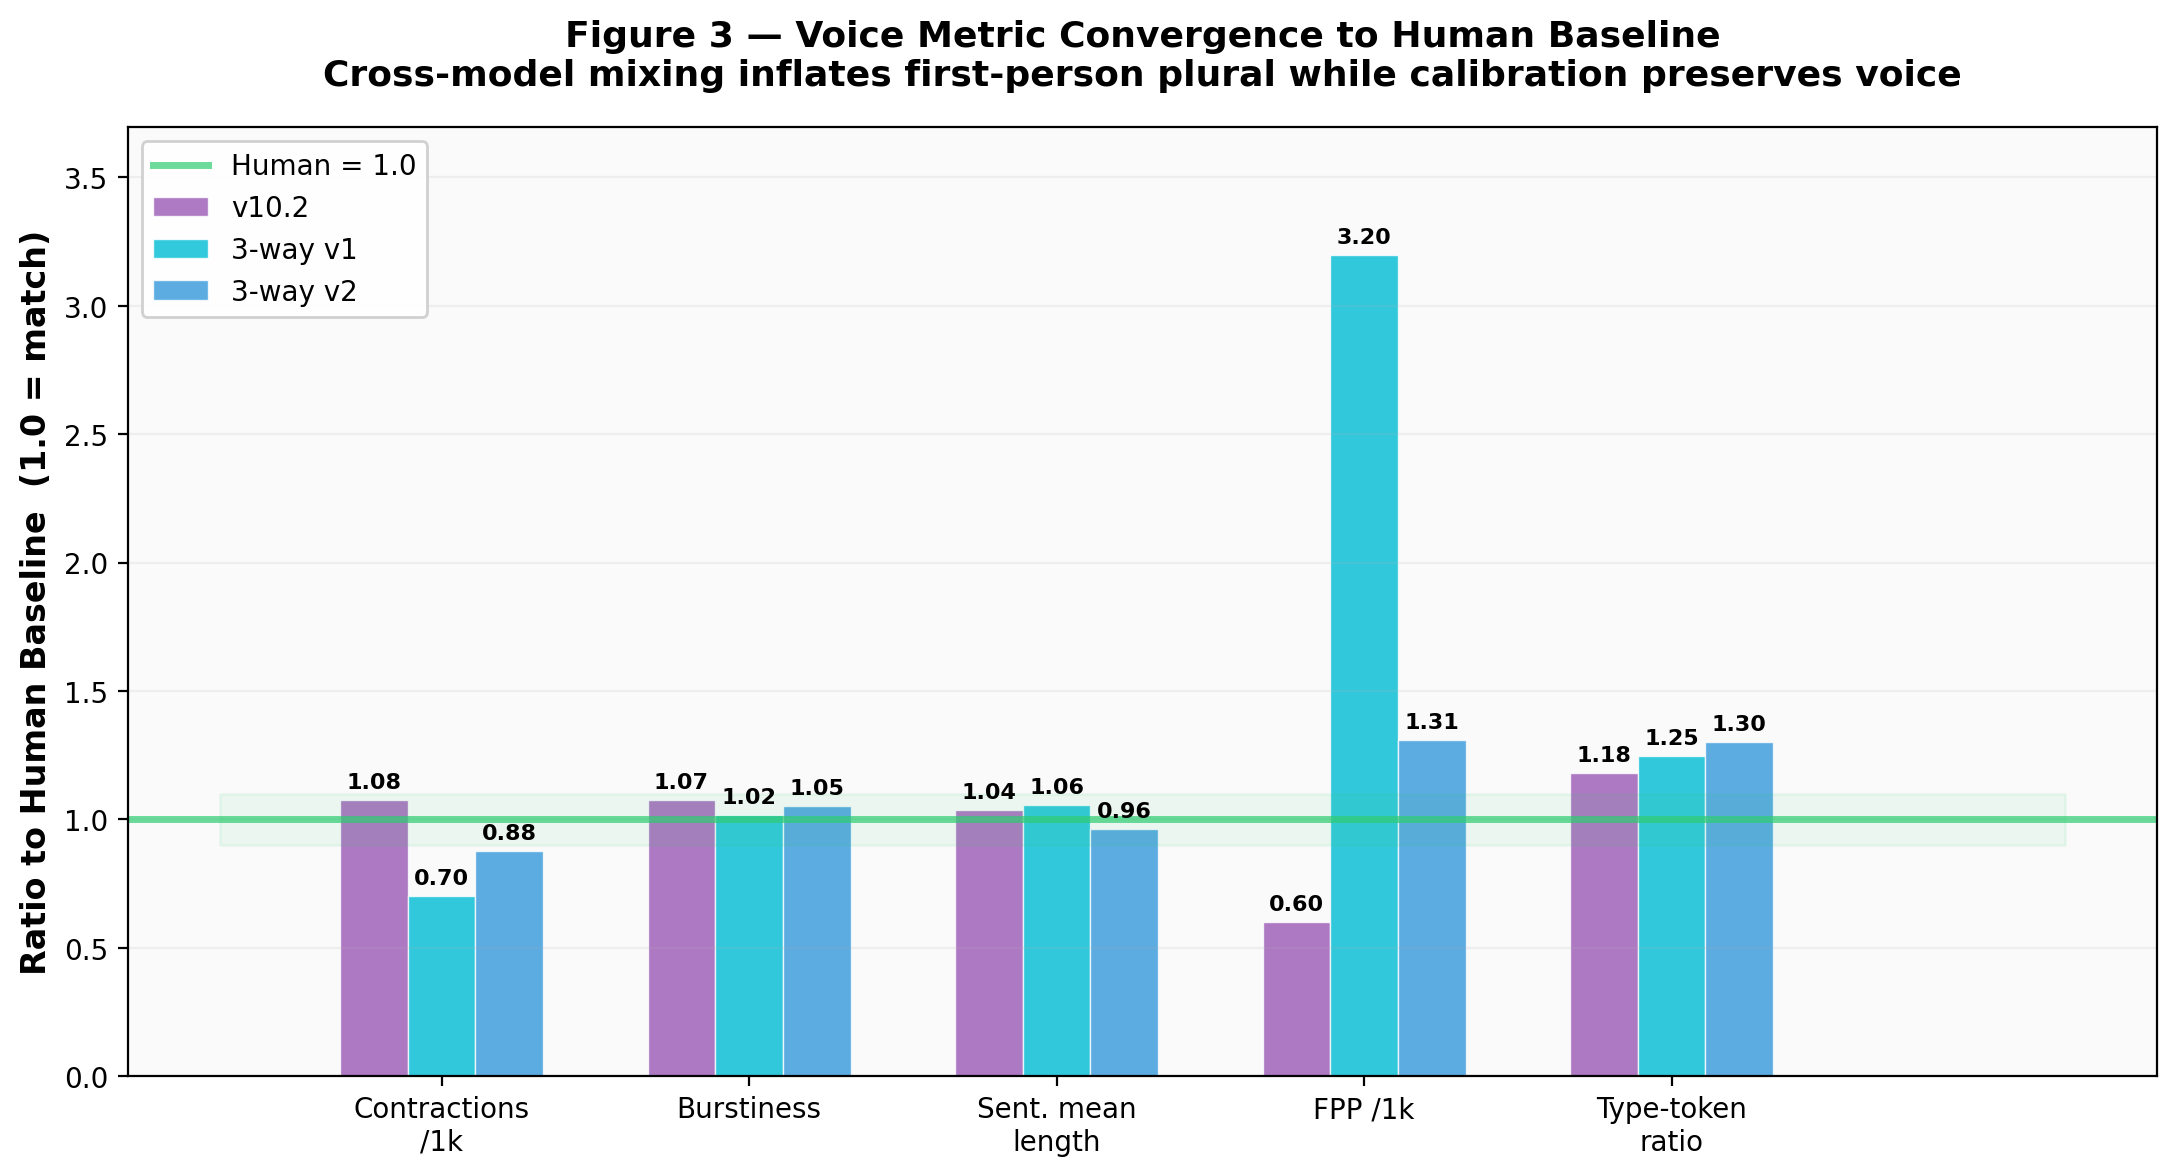 Figure 3 — Voice Metric Convergence to Human Baseline
Cross-model mixing inflates first-person plural while calibration preserves voice
Ratio to Human Baseline  (1.0 = match)
3.5
3.0
2.5
2.0
1.5
1.0
0.5
0.0
Human = 1.0
v10.2
3-way v1
3-way v2
1.08
0.70
0.88
1.07
1.02
1.05
1.04
1.06
0.96
0.60
3.20
1.31
1.18
1.25
1.30
Contractions
/1k
Burstiness
Sent. mean
length
FPP /1k
Type-token
ratio